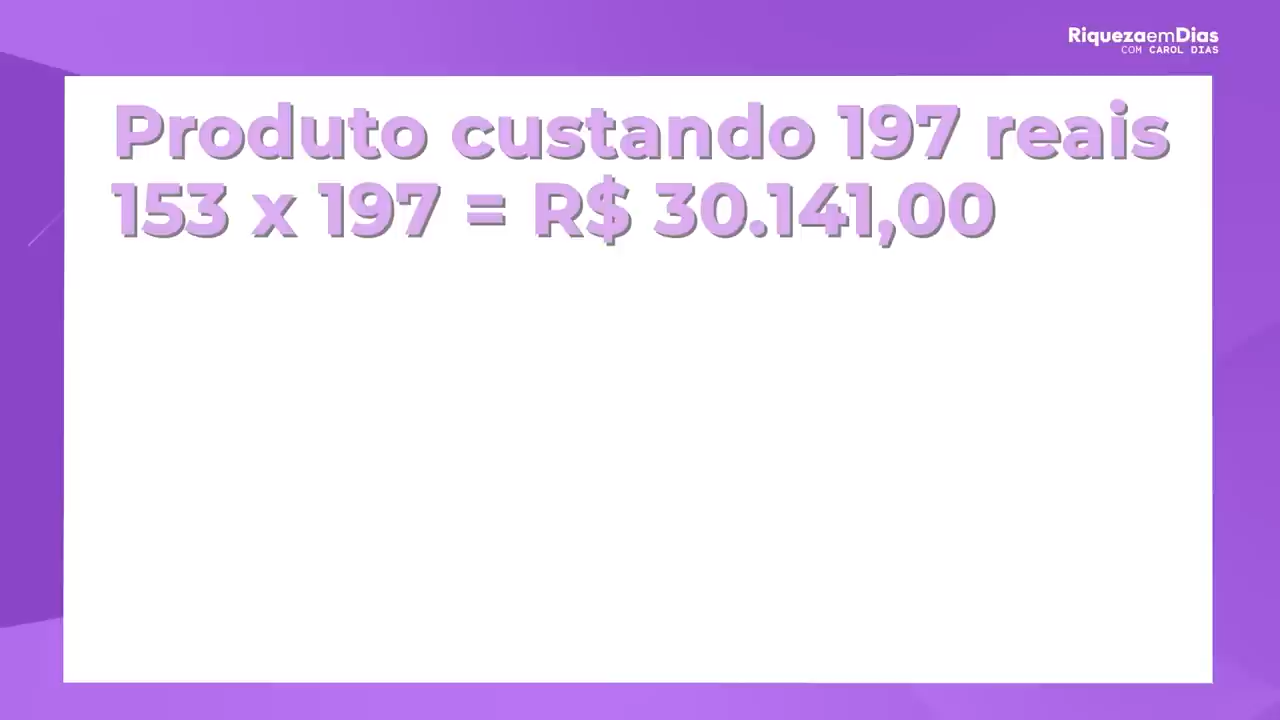 RiquezaemDias
COM CAROL DIAS
Produto custando 197 reais
153 x 197 = R$ 30.141,00